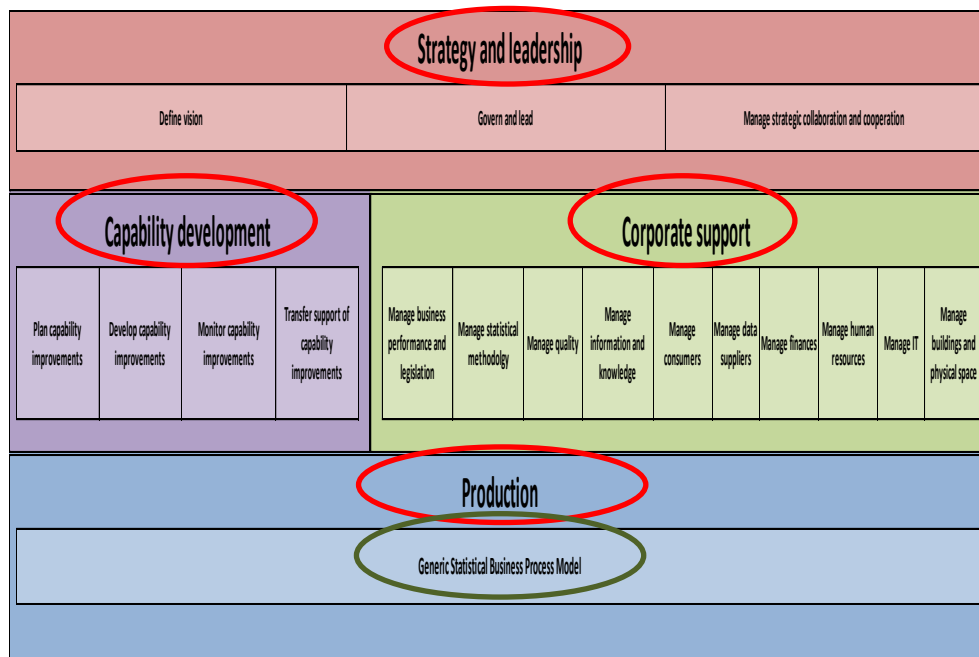 Strategy and leadership
Define vision
Govern and lead
Manage strategic collaboration and cooperation
Capability development
Plan capability
improvements
Develop capability
improvements
Monitor capability
improvements
Transfer support of
capability
improvements
Corporate support
Manage business
performance and
legislation
Manage statistical
methodolgy
Manage quality
Manage
information and
knowledge
Manage
consumers
Manage data
suppliers
Manage finances
Manage human
resources
Manage IT
Manage
buildings and
physical space
Production
Generic Statistical Business Process Model